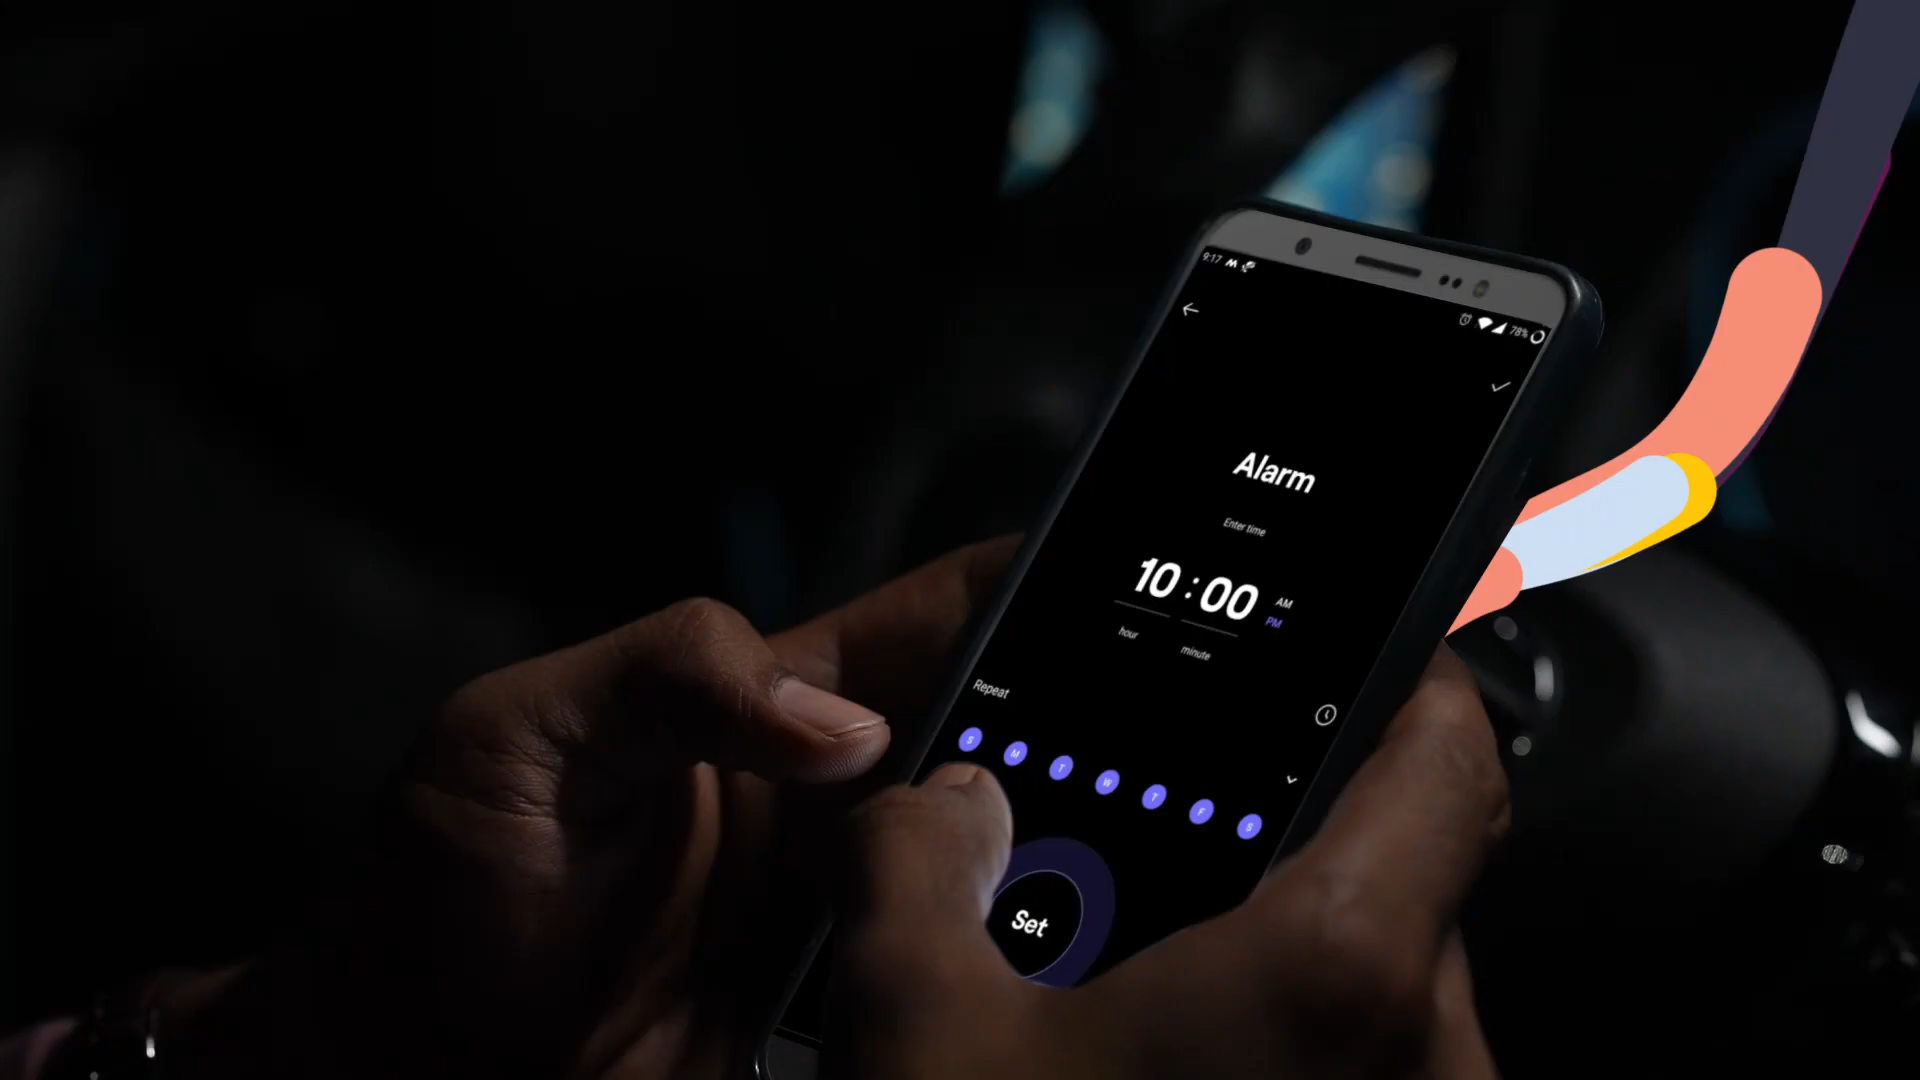 9:17
78%
Alarm
Enter time
10 : 00
AM
PM
hour
minute
Repeat
S M T W T F S
Set